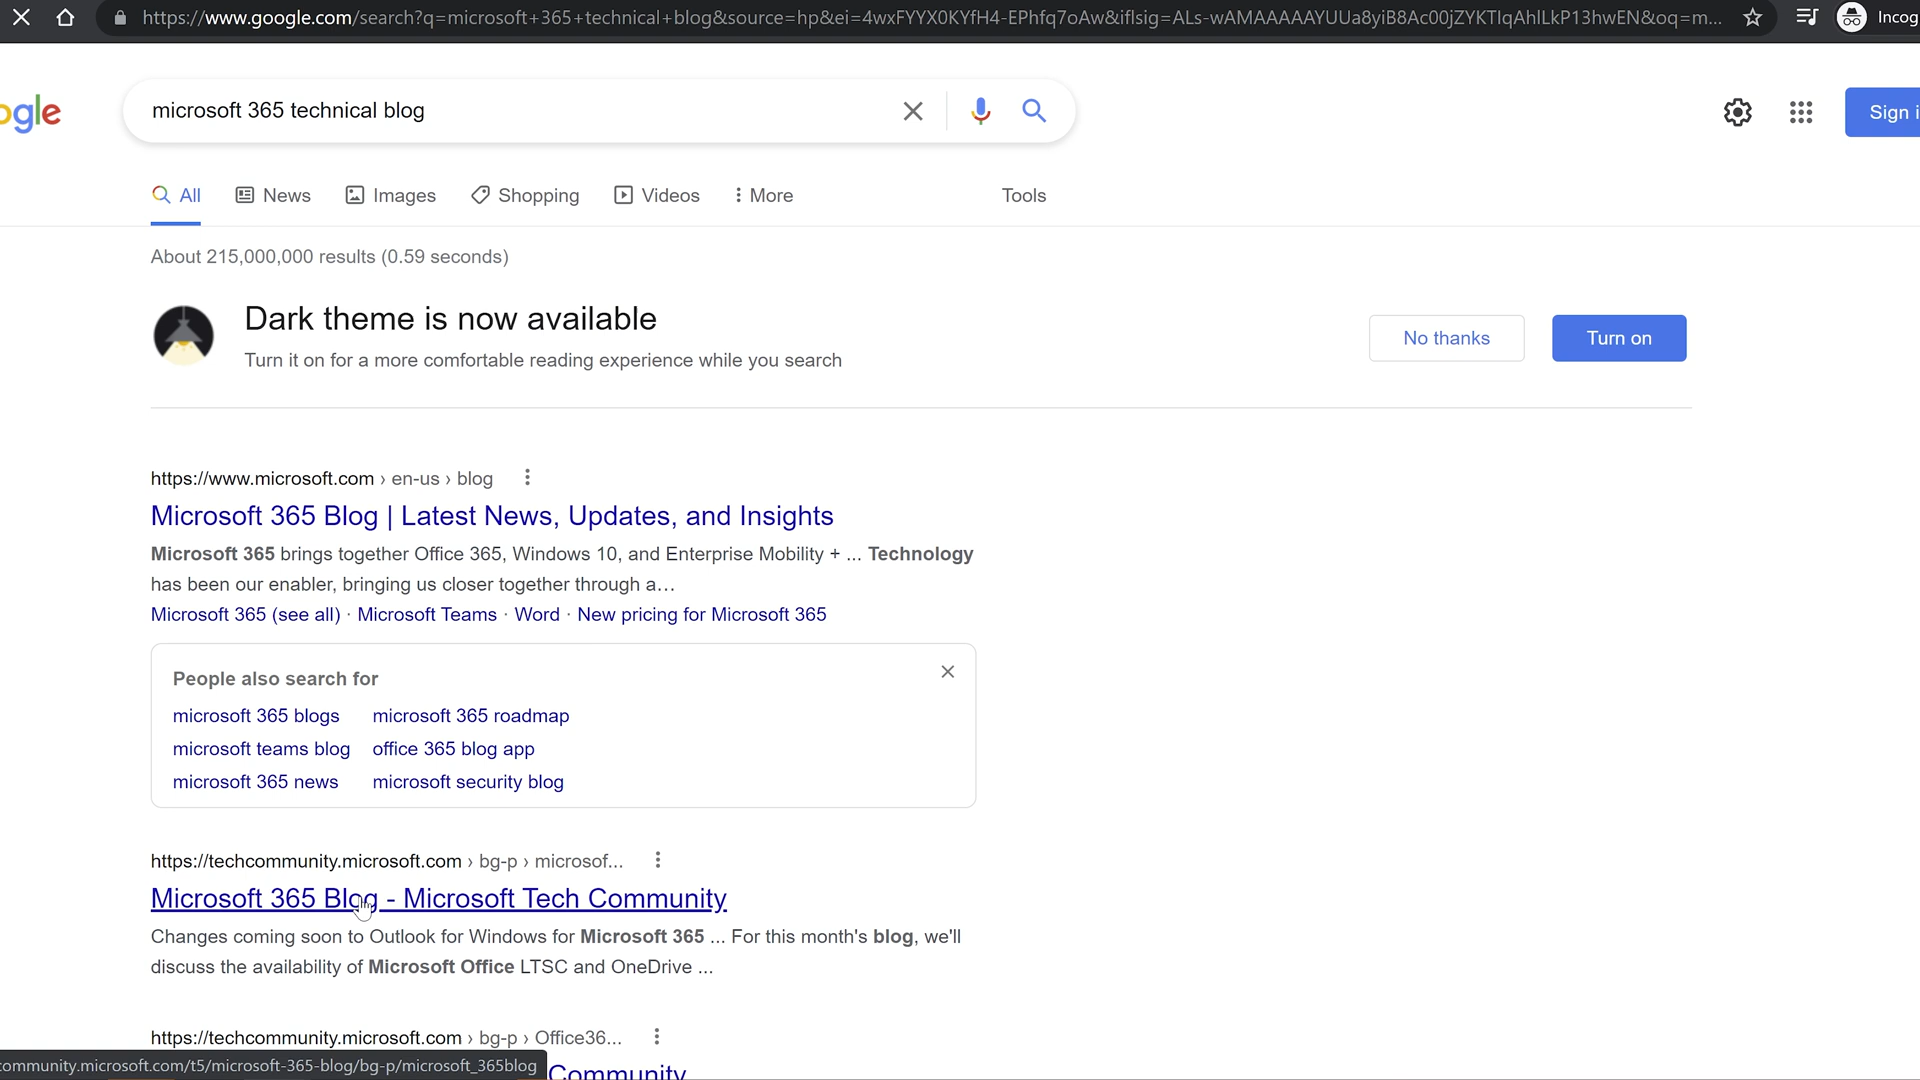 https://www.google.com/search?q=microsoft+365+technical+blog&source=hp&ei=4wxFYYX0KYfH4-EPhfq7oAw&iflsig=ALs-wAMAAAAAYUUa8yiB8Ac00jZYKTIqAhlLkP13hwEN&oq=m...
Incog
ogle
microsoft 365 technical blog
Sign i
All
News
Images
Shopping
Videos
More
Tools
About 215,000,000 results (0.59 seconds)
Dark theme is now available
Turn it on for a more comfortable reading experience while you search
No thanks
Turn on
https://www.microsoft.com › en-us › blog
Microsoft 365 Blog | Latest News, Updates, and Insights
Microsoft 365 brings together Office 365, Windows 10, and Enterprise Mobility + ... Technology
has been our enabler, bringing us closer together through a...
Microsoft 365 (see all) · Microsoft Teams · Word · New pricing for Microsoft 365
People also search for
microsoft 365 blogs microsoft 365 roadmap
microsoft teams blog office 365 blog app
microsoft 365 news microsoft security blog
https://techcommunity.microsoft.com › bg-p › microsof...
Microsoft 365 Blog - Microsoft Tech Community
Changes coming soon to Outlook for Windows for Microsoft 365 ... For this month's blog, we'll
discuss the availability of Microsoft Office LTSC and OneDrive ...
https://techcommunity.microsoft.com › bg-p › Office36...
Community
ommunity.microsoft.com/t5/microsoft-365-blog/bg-p/microsoft_365blog